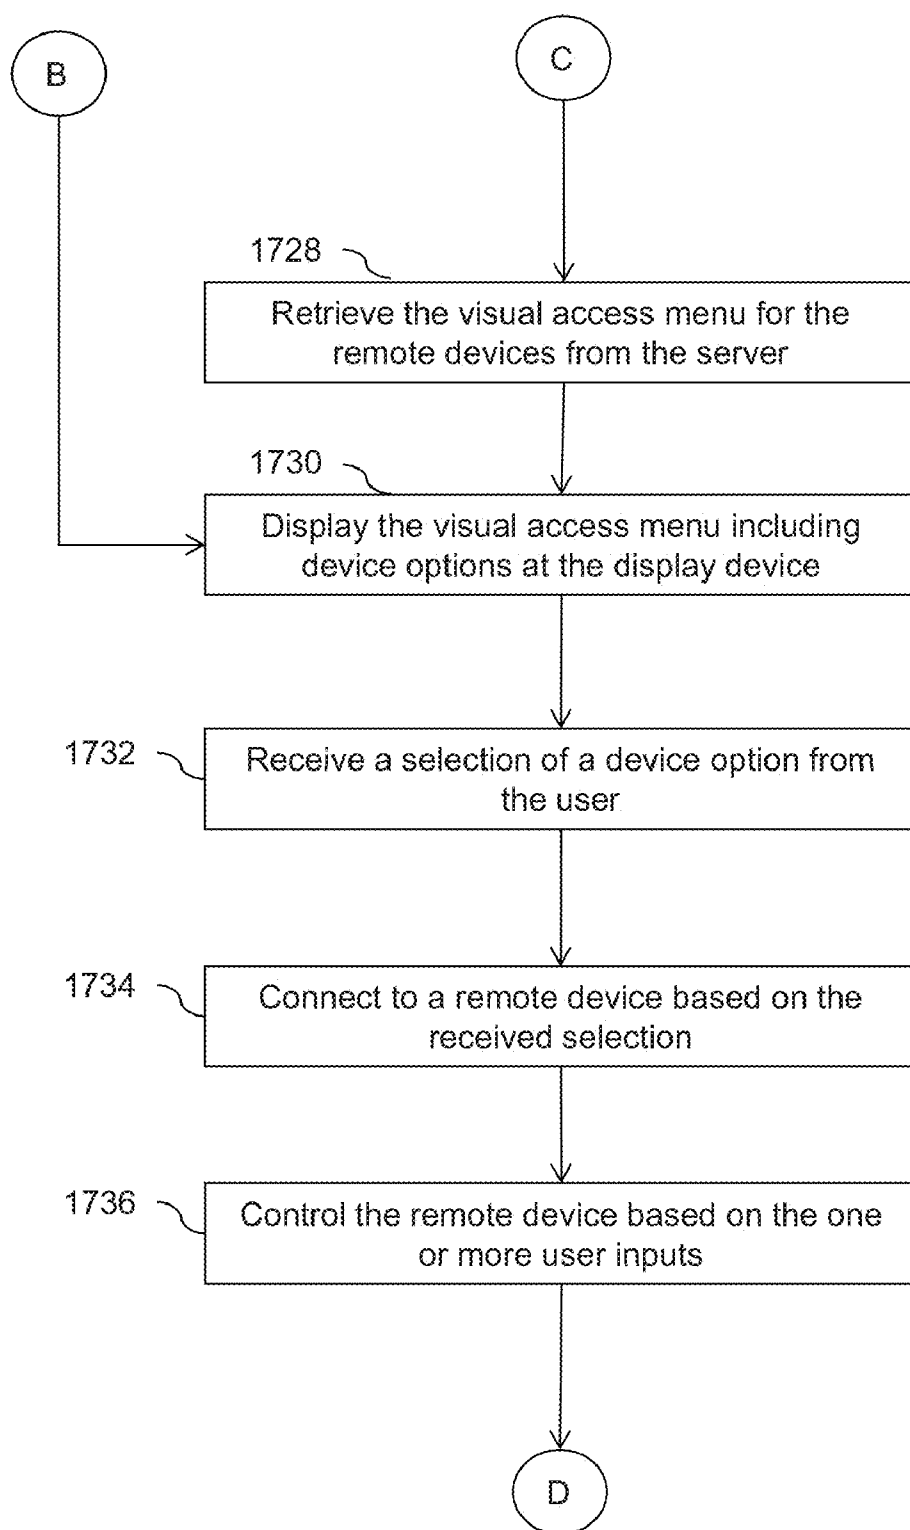 B
C
1728
Retrieve the visual access menu for the
remote devices from the server
1730
Display the visual access menu including
device options at the display device
1732
Receive a selection of a device option from
the user
1734
Connect to a remote device based on the
received selection
1736
Control the remote device based on the one
or more user inputs
D